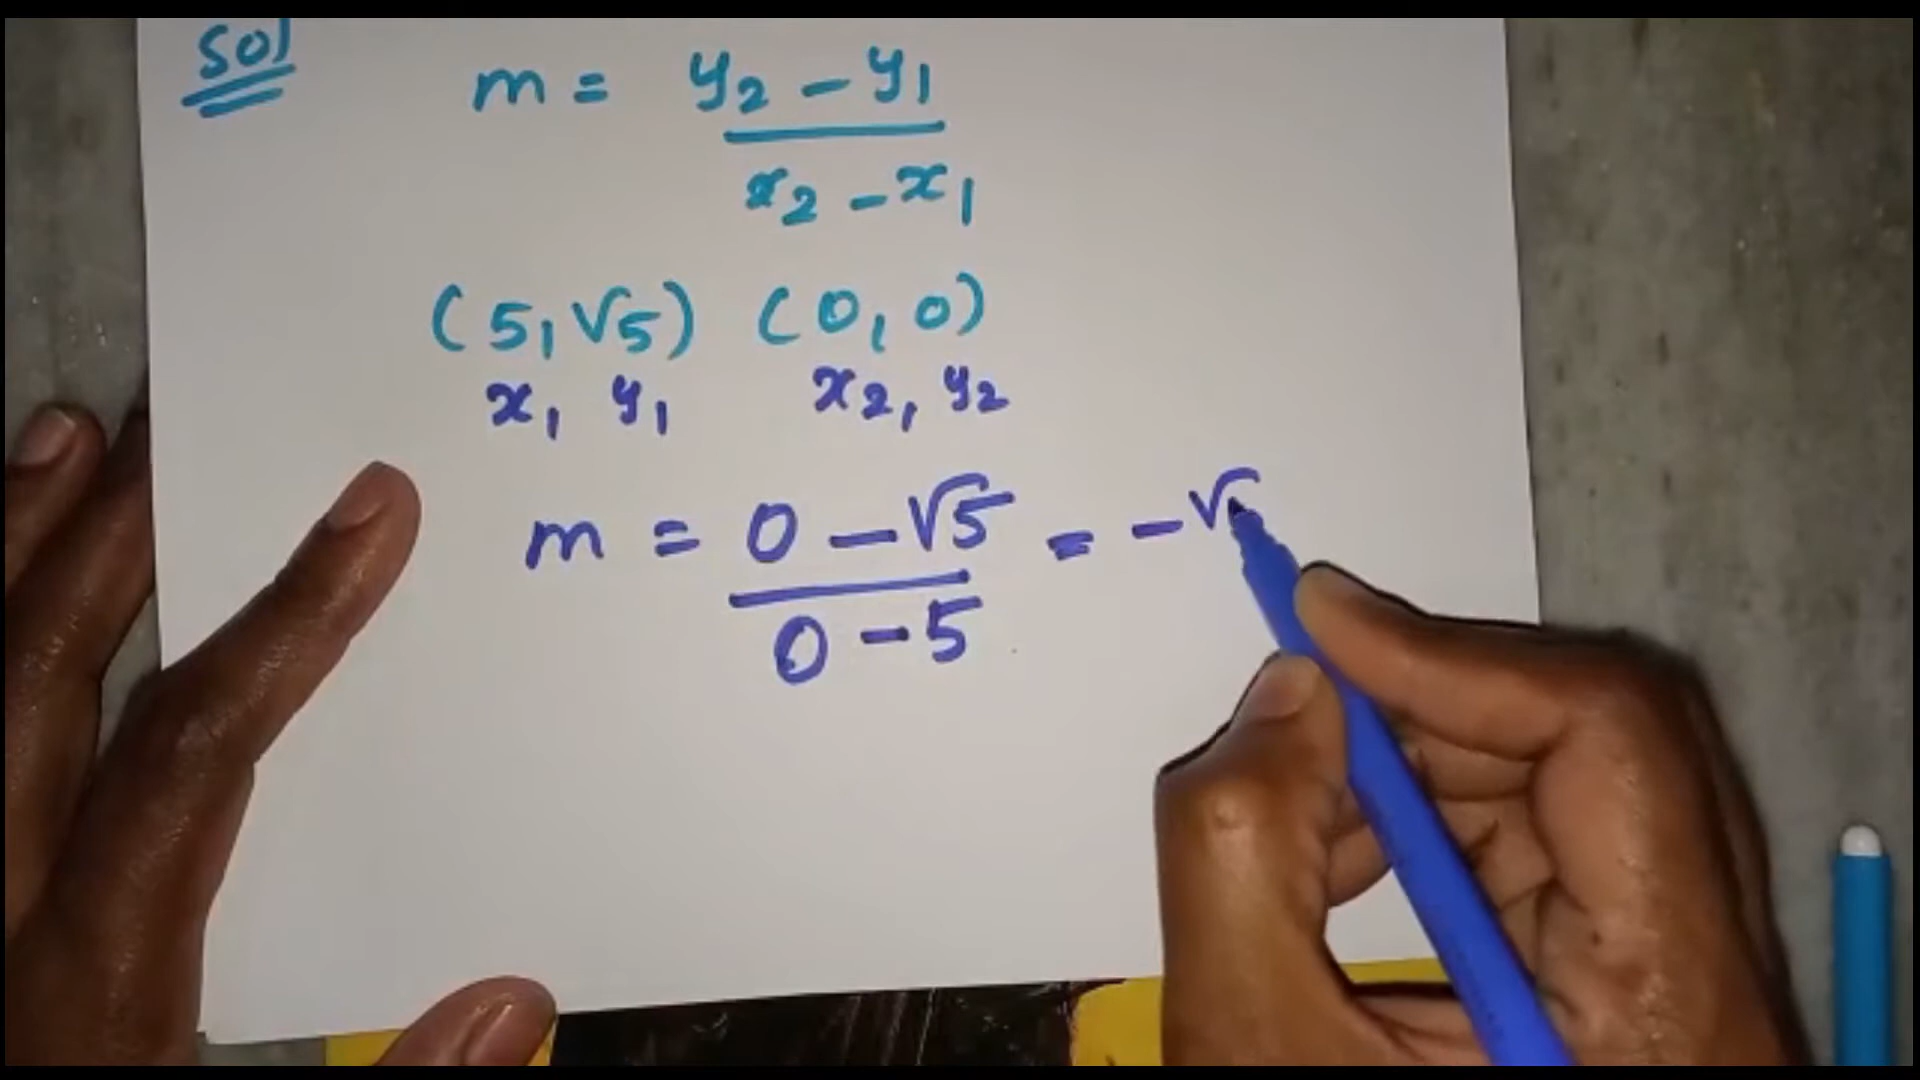 Sol
m = y2 - y1
x2 - x1
(5, √5) (0, 0)
x1 y1 x2, y2
m = 0 - √5 = - √
0 - 5